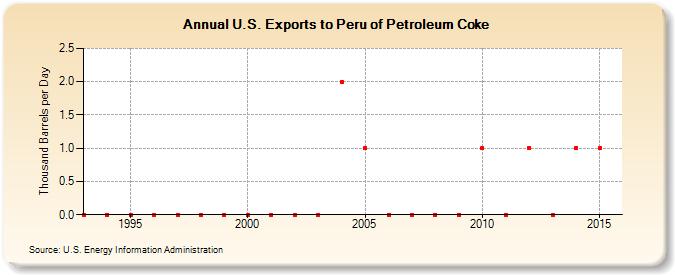 Annual U.S. Exports to Peru of Petroleum Coke
Thousand Barrels per Day
2.5
2.0
1.5
1.0
0.5
0.0
1995 2000 2005 2010 2015
Source: U.S. Energy Information Administration